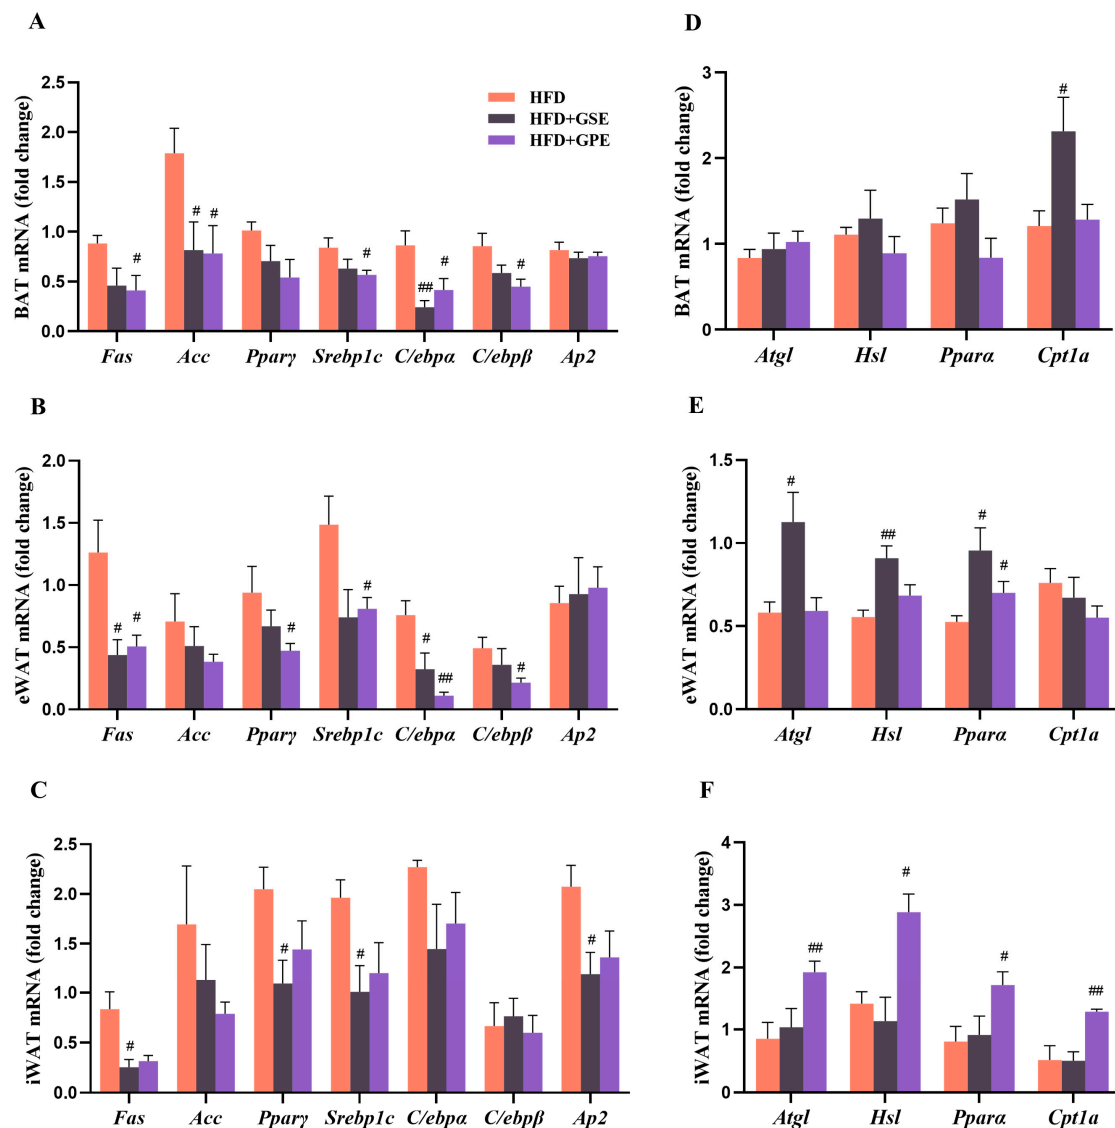 A
BAT mRNA (fold change)
2.5
2.0
1.5
1.0
0.5
0.0
HFD
HFD+GSE
HFD+GPE
# # # # ## # #
Fas Acc Pparγ Srebp1c C/ebpα C/ebpβ Ap2
D
BAT mRNA (fold change)
3
2
1
0
#
Atgl Hsl Pparα Cpt1a
B
eWAT mRNA (fold change)
2.0
1.5
1.0
0.5
0.0
# # # # # ## #
Fas Acc Pparγ Srebp1c C/ebpα C/ebpβ Ap2
E
eWAT mRNA (fold change)
1.5
1.0
0.5
0.0
# ## # #
Atgl Hsl Pparα Cpt1a
C
iWAT mRNA (fold change)
2.5
2.0
1.5
1.0
0.5
0.0
# # # #
Fas Acc Pparγ Srebp1c C/ebpα C/ebpβ Ap2
F
iWAT mRNA (fold change)
4
3
2
1
0
## # # ##
Atgl Hsl Pparα Cpt1a